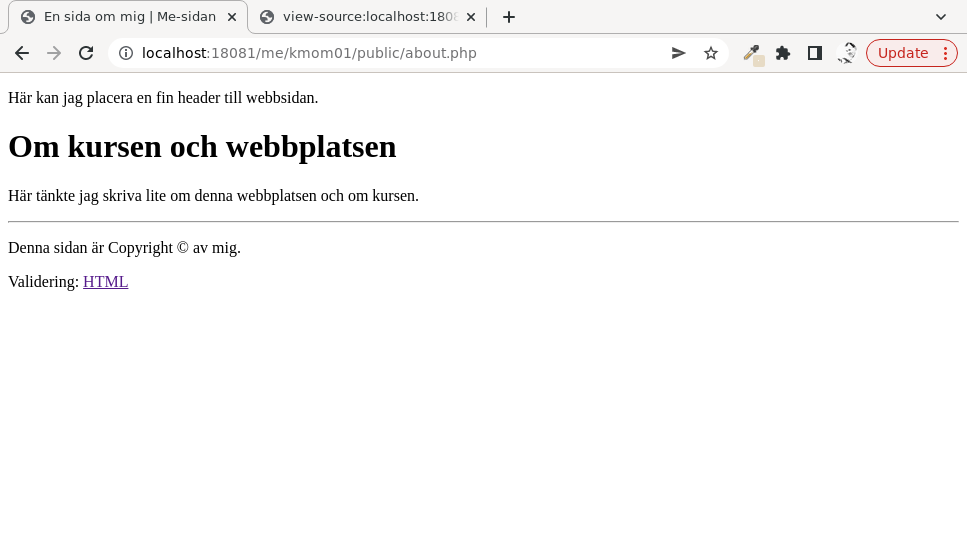 En sida om mig | Me-sidan
view-source:localhost:1808
localhost:18081/me/kmom01/public/about.php
Update
Här kan jag placera en fin header till webbsidan.
Om kursen och webbplatsen
Här tänkte jag skriva lite om denna webbplatsen och om kursen.
Denna sidan är Copyright © av mig.
Validering: HTML